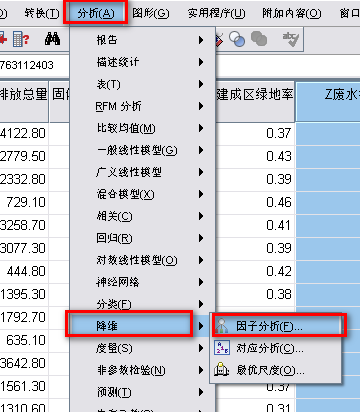 转换(T) 分析(A) 图形(G) 实用程序(U) 附加内容(O) 窗口
763112403
报告
描述统计
表(T)
RFM 分析
比较均值(M)
一般线性模型(G)
广义线性模型
混合模型(X)
相关(C)
回归(R)
对数线性模型(O)
神经网络
分类(F)
降维
度量(S)
非参数检验(N)
预测(T)
因子分析(F)...
对应分析(C)...
最优尺度(O)...
排放总量
4122.80
2779.50
2332.80
729.10
3258.70
3077.30
444.80
1395.30
1792.70
635.10
3642.80
1561.30
1310.60
建成区绿地率
0.37
0.43
0.39
0.46
0.41
0.39
0.42
0.38
0.39
0.37
Z废水